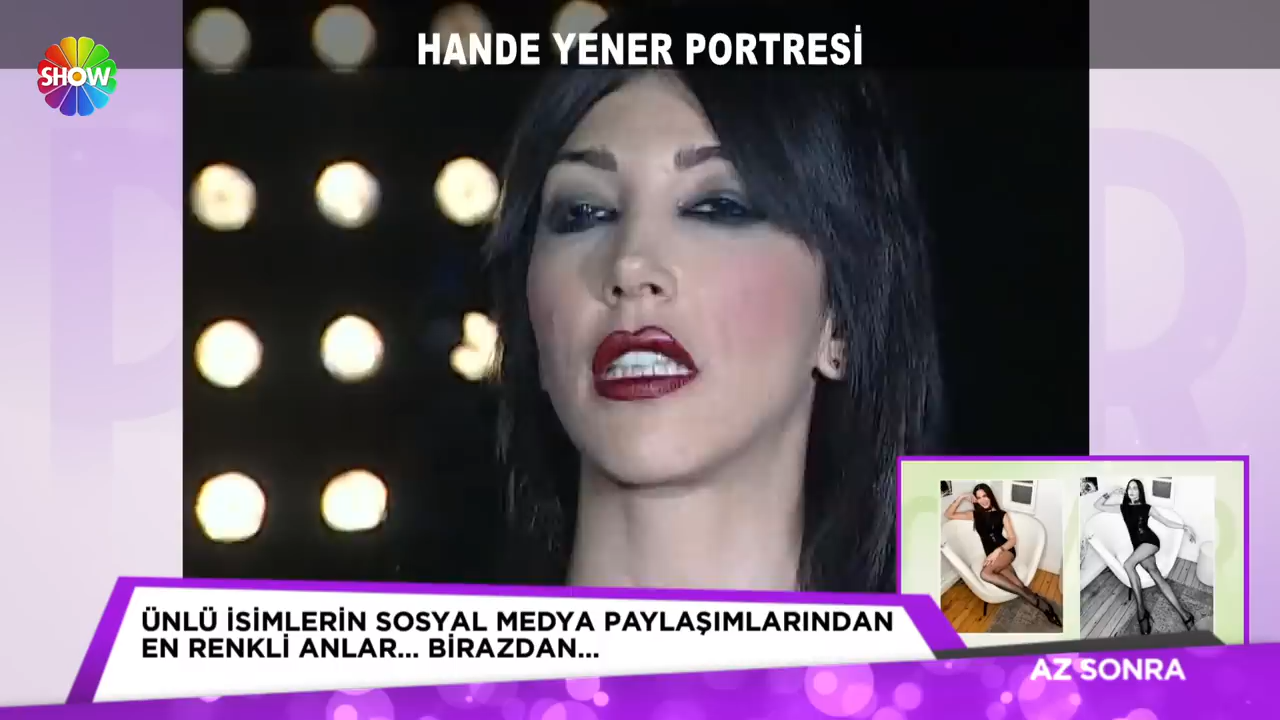 HANDE YENER PORTRESİ
SHOW
ÜNLÜ İSİMLERİN SOSYAL MEDYA PAYLAŞIMLARINDAN
EN RENKLİ ANLAR... BİRAZDAN...
AZ SONRA